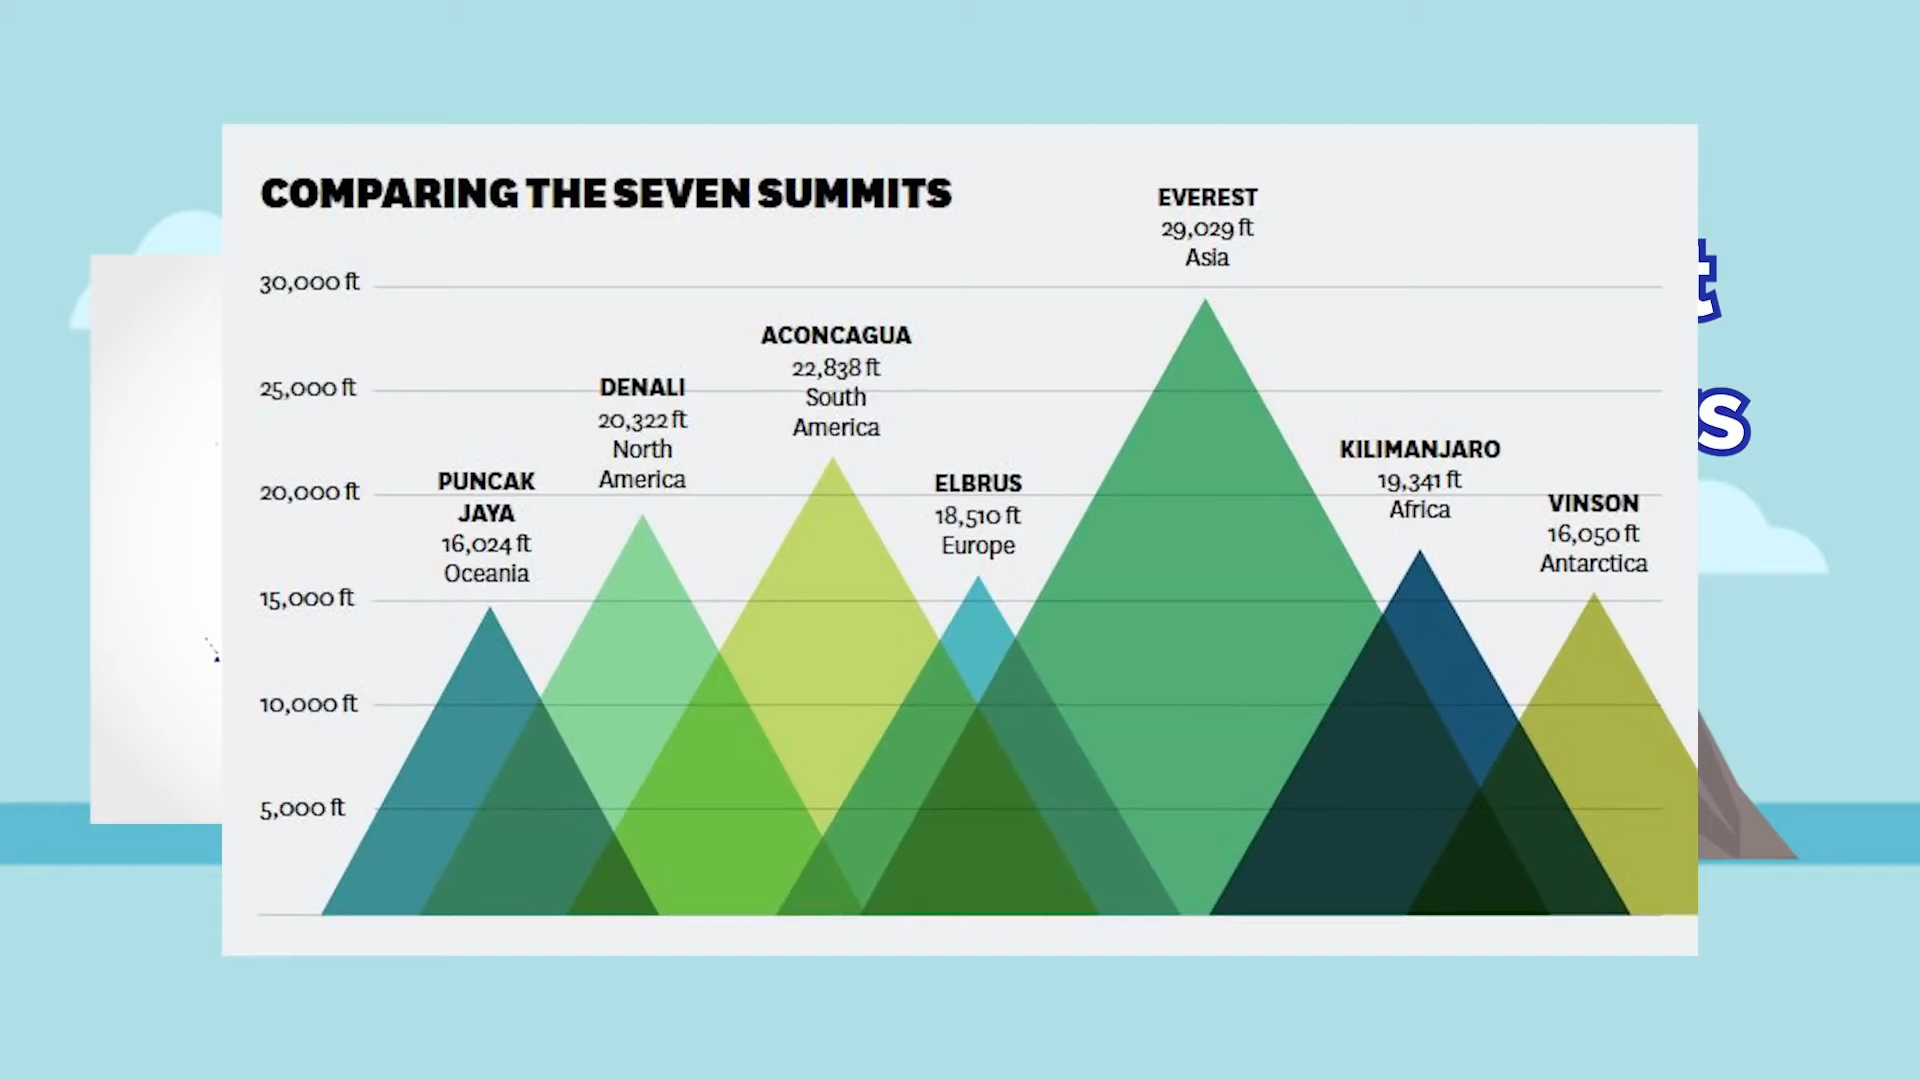 COMPARING THE SEVEN SUMMITS
EVEREST
29,029 ft
Asia
30,000 ft
ACONCAGUA
22,838 ft
South
America
25,000 ft
DENALI
20,322 ft
North
America
KILIMANJARO
19,341 ft
Africa
PUNCAK
JAYA
16,024 ft
Oceania
ELBRUS
18,510 ft
Europe
20,000 ft
VINSON
16,050 ft
Antarctica
15,000 ft
10,000 ft
5,000 ft